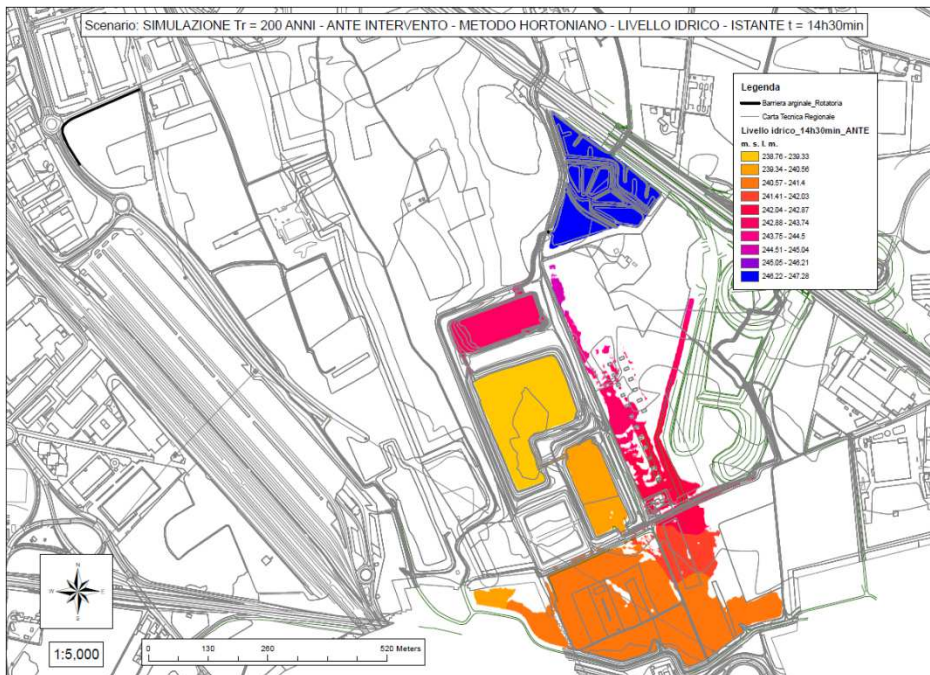 Scenario: SIMULAZIONE Tr = 200 ANNI - ANTE INTERVENTO - METODO HORTONIANO - LIVELLO IDRICO - ISTANTE t = 14h30min
Legenda
Barriera arginale_Rotatoria
Carta Tecnica Regionale
Livello idrico_14h30min_ANTE
m. s. l. m.
238.76 - 239.33
239.34 - 240.56
240.57 - 241.4
241.41 - 242.03
242.04 - 242.87
242.88 - 243.74
243.75 - 244.5
244.51 - 245.04
245.05 - 246.21
246.22 - 247.28
N
W E
S
1:5,000
0 130 260 520 Meters